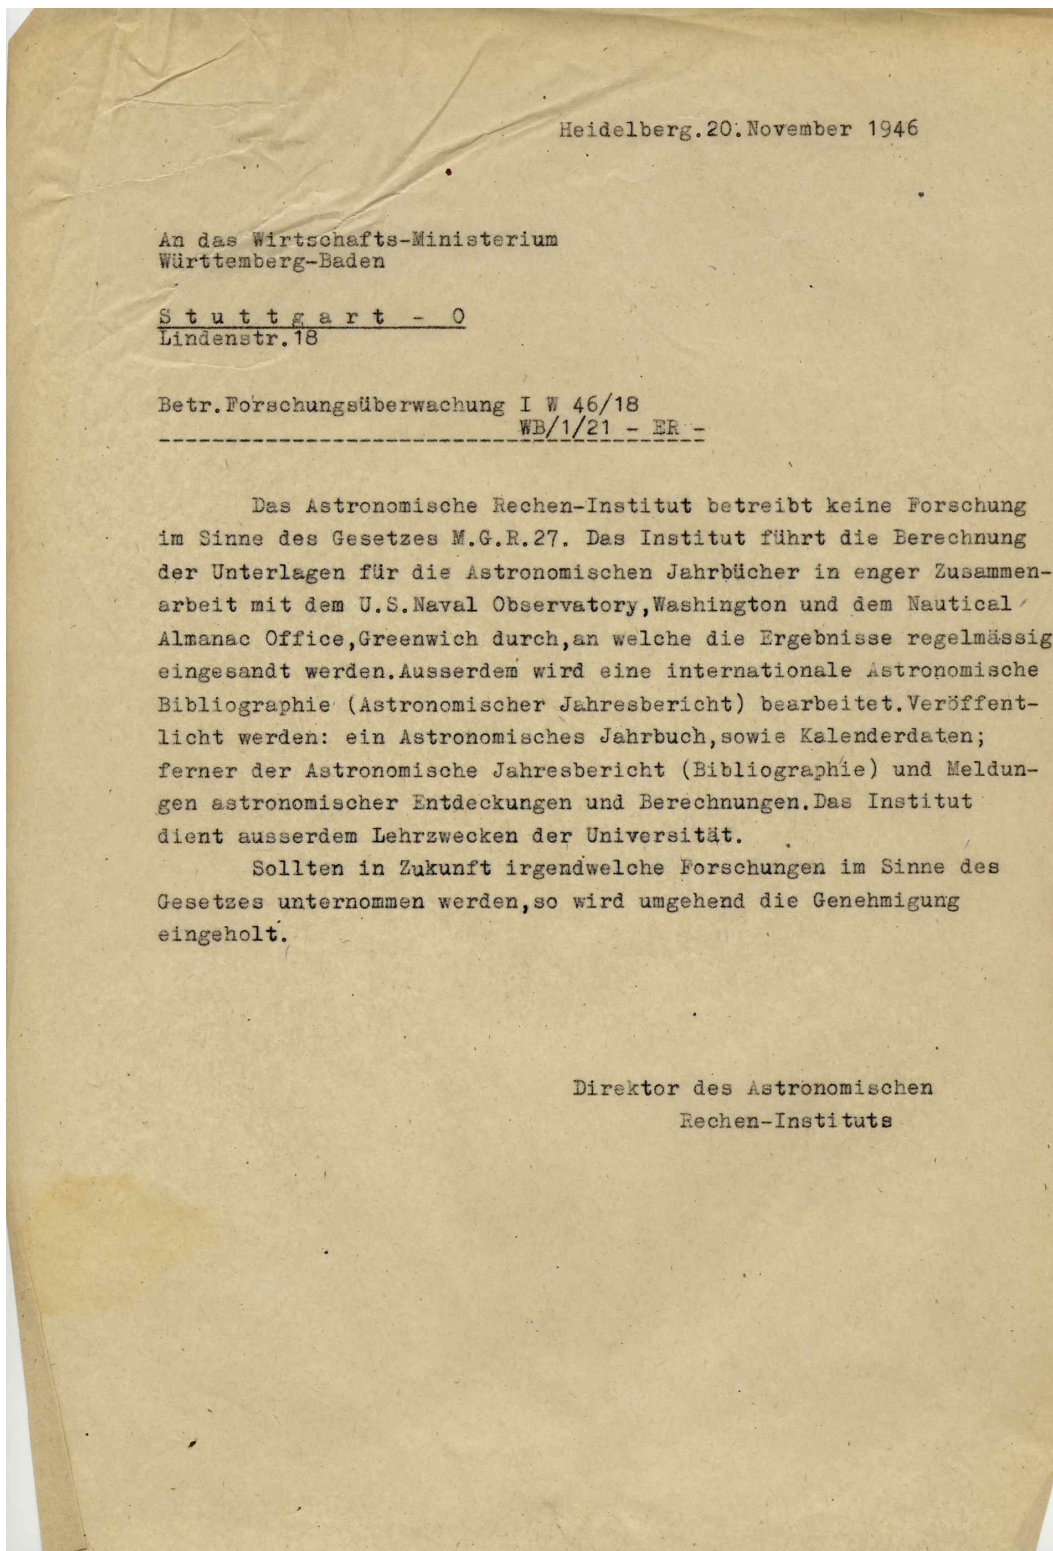 Heidelberg.20.November 1946
An das Wirtschafts-Ministerium
Württemberg-Baden
S t u t t g a r t - O
Lindenstr.18
Betr.Forschungsüberwachung I W 46/18
WB/1/21 - ER -
Das Astronomische Rechen-Institut betreibt keine Forschung
im Sinne des Gesetzes M.G.R.27. Das Institut führt die Berechnung
der Unterlagen für die Astronomischen Jahrbücher in enger Zusammen-
arbeit mit dem U.S.Naval Observatory,Washington und dem Nautical
Almanac Office,Greenwich durch,an welche die Ergebnisse regelmässig
eingesandt werden.Ausserdem wird eine internationale Astronomische
Bibliographie (Astronomischer Jahresbericht) bearbeitet.Veröffent-
licht werden: ein Astronomisches Jahrbuch,sowie Kalenderdaten;
ferner der Astronomische Jahresbericht (Bibliographie) und Meldun-
gen astronomischer Entdeckungen und Berechnungen.Das Institut
dient ausserdem Lehrzwecken der Universität.
Sollten in Zukunft irgendwelche Forschungen im Sinne des
Gesetzes unternommen werden,so wird umgehend die Genehmigung
eingeholt.
Direktor des Astronomischen
Rechen-Instituts